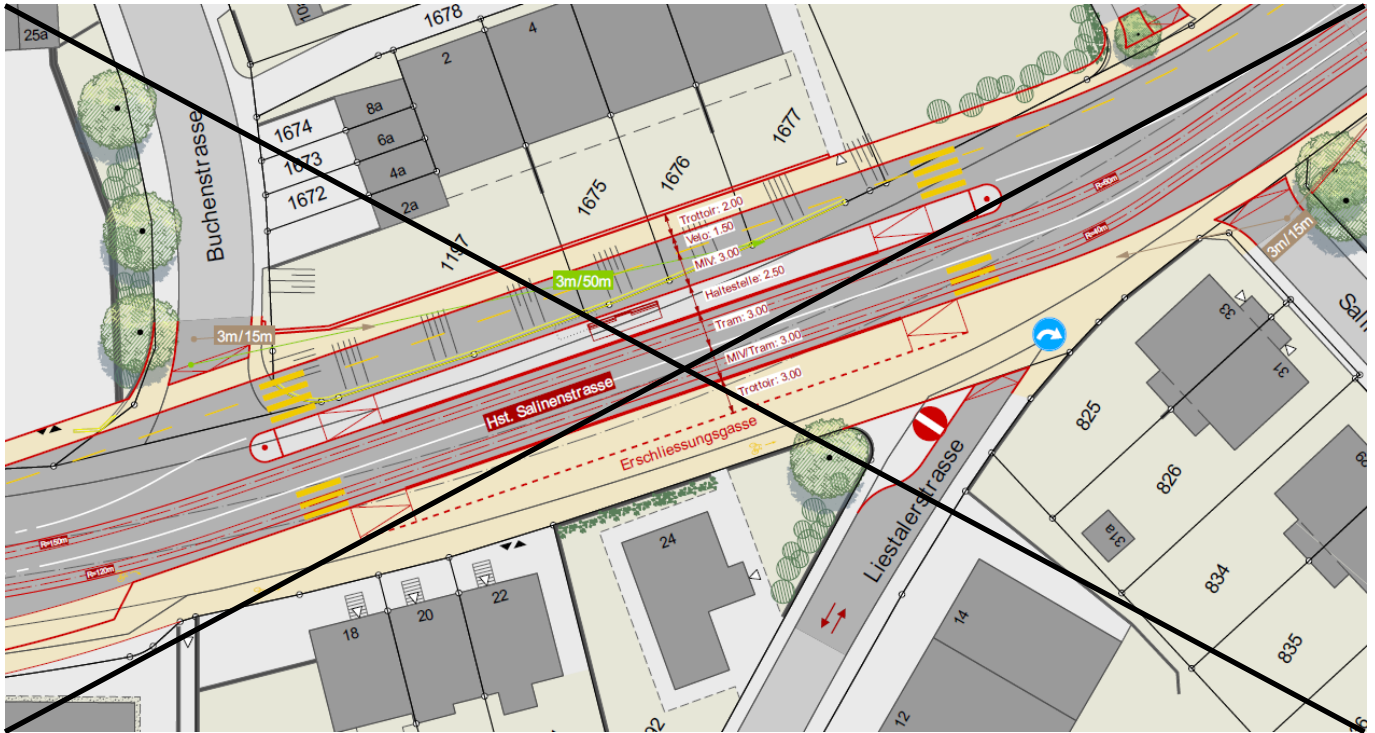 25a
1678
10
2
4
8a
6a
4a
2a
1674
1673
1672
Buchenstrasse
1197
1675
1676
1677
Trottoir: 2.00
Velo: 1.50
MIV: 3.00
Haltestelle: 2.50
Tram: 3.00
MIV/Tram: 3.00
Trottoir: 3.00
3m/50m
3m/15m
3m/15m
R=60m
R=40m
Hst. Salinenstrasse
Erschliessungsgasse
R=150m
R=120m
18
20
22
24
Liestalerstrasse
14
12
33
31
31a
825
826
834
835